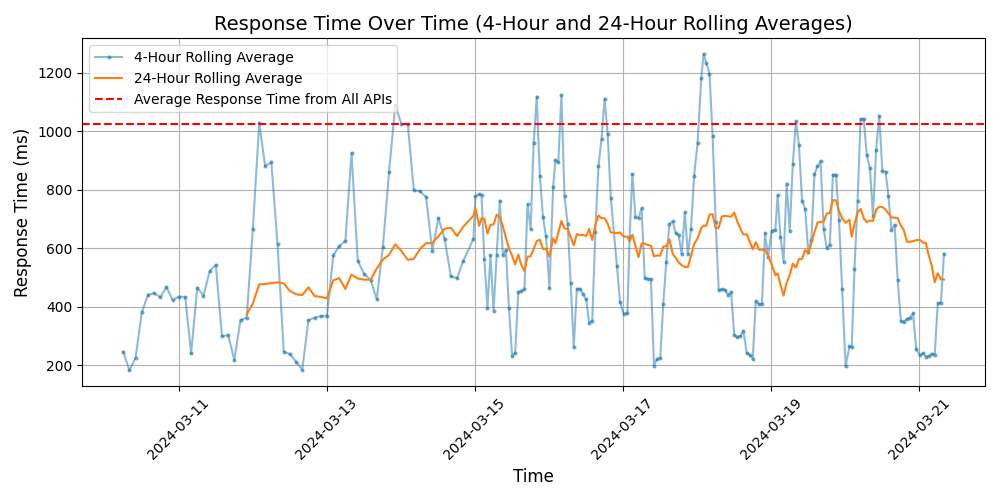 Response Time Over Time (4-Hour and 24-Hour Rolling Averages)
4-Hour Rolling Average
24-Hour Rolling Average
Average Response Time from All APIs
Response Time (ms)
1200
1000
800
600
400
200
2024-03-11
2024-03-13
2024-03-15
2024-03-17
2024-03-19
2024-03-21
Time